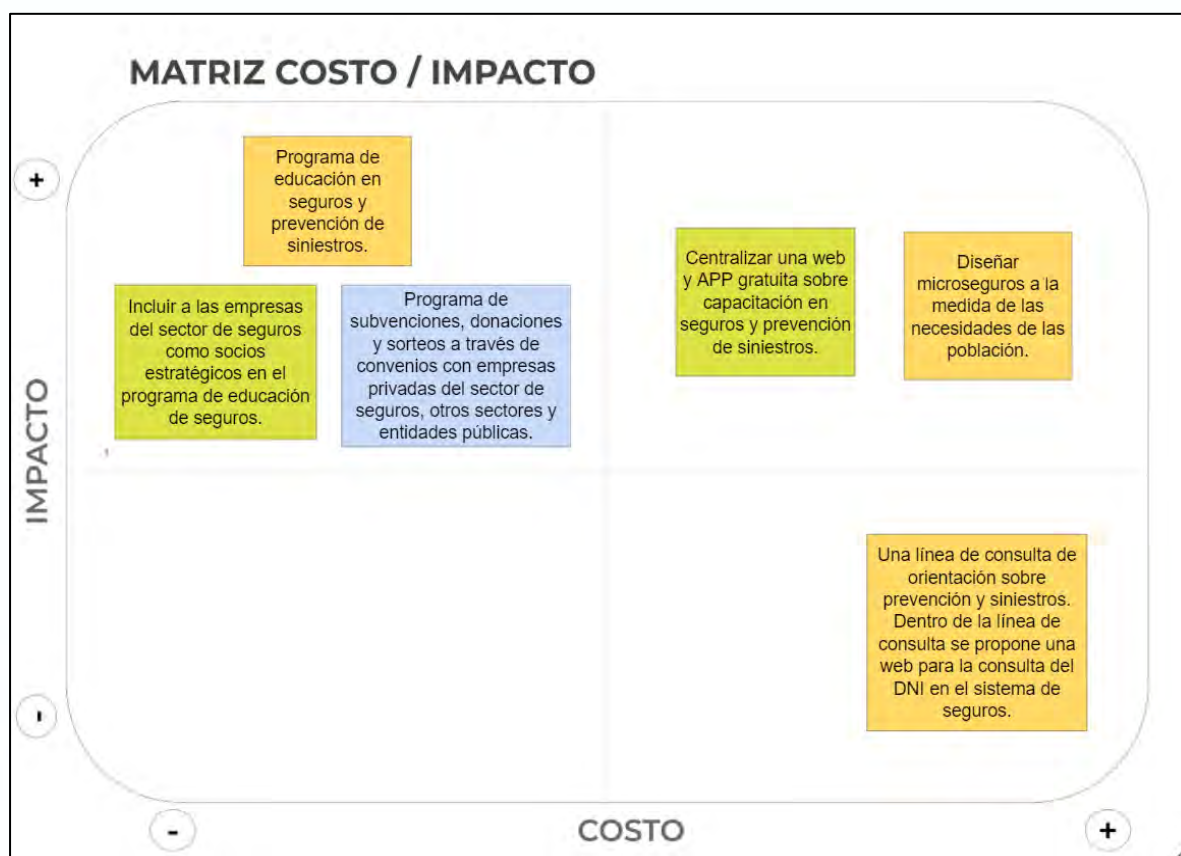 MATRIZ COSTO / IMPACTO
+
Programa de
educación en
seguros y
prevención de
siniestros.
Incluir a las empresas
del sector de seguros
como socios
estratégicos en el
programa de educación
de seguros.
Programa de
subvenciones, donaciones
y sorteos a través de
convenios con empresas
privadas del sector de
seguros, otros sectores y
entidades públicas.
Centralizar una web
y APP gratuita sobre
capacitación en
seguros y prevención
de siniestros.
Diseñar
microseguros a la
medida de las
necesidades de las
población.
IMPACTO
Una línea de consulta de
orientación sobre
prevención y siniestros.
Dentro de la línea de
consulta se propone una
web para la consulta del
DNI en el sistema de
seguros.
-
-
COSTO
+